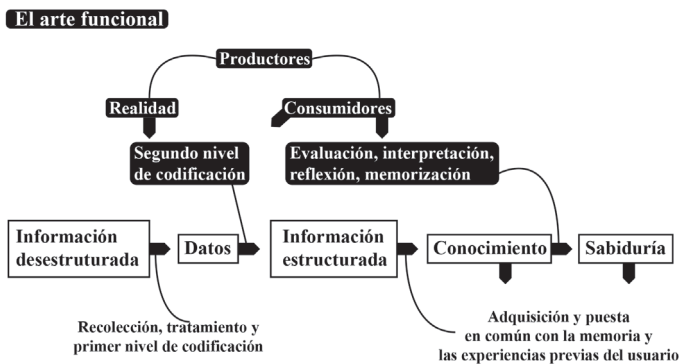 El arte funcional
Productores
Realidad
Consumidores
Segundo nivel
de codificación
Evaluación, interpretación,
reflexión, memorización
Información
desestruturada
Datos
Información
estructurada
Conocimiento
Sabiduría
Recolección, tratamiento y
primer nivel de codificación
Adquisición y puesta
en común con la memoria y
las experiencias previas del usuario